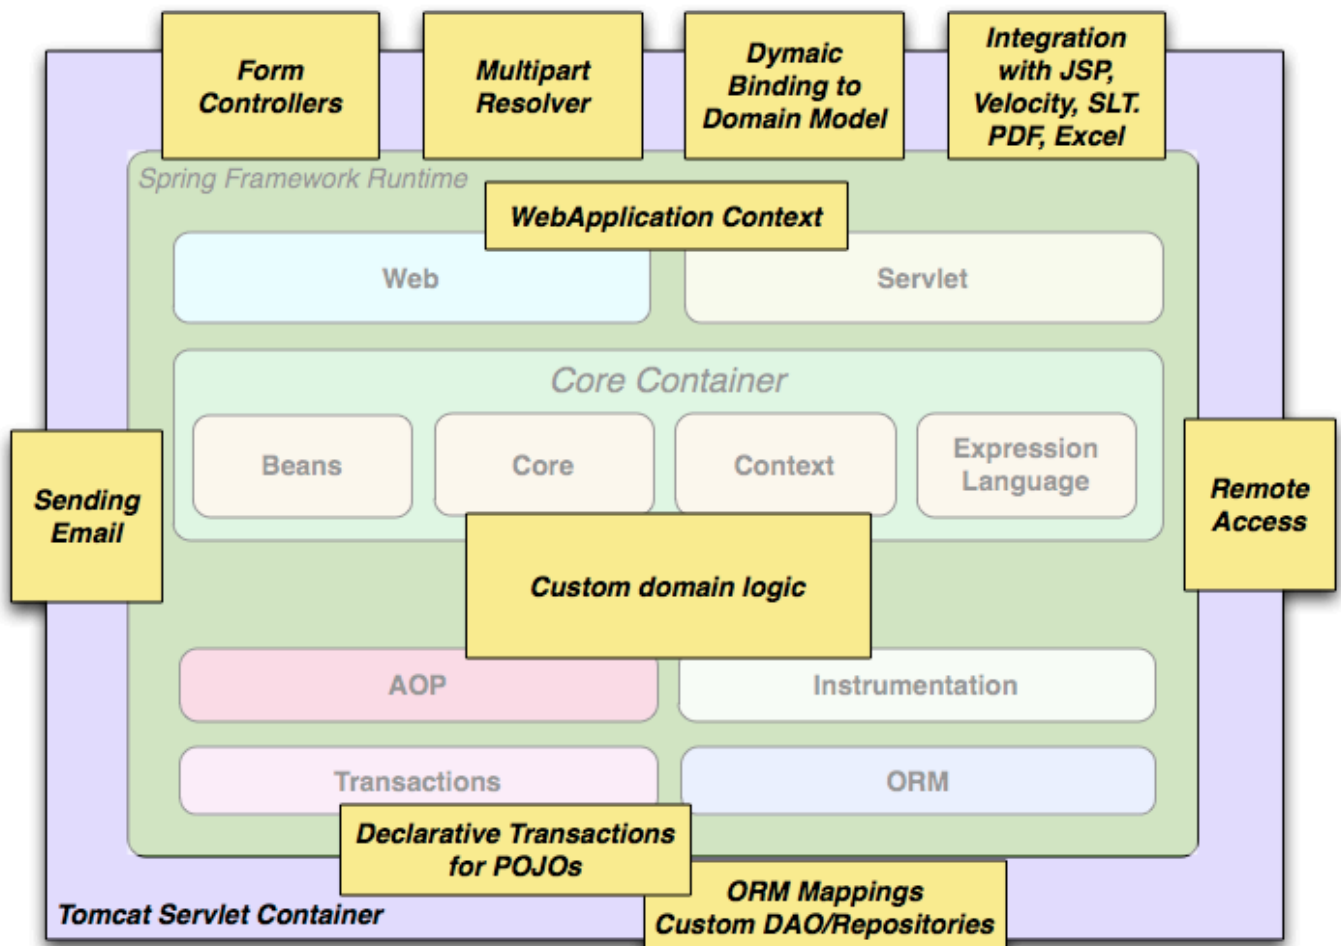 Form
Controllers
Multipart
Resolver
Dymaic
Binding to
Domain Model
Integration
with JSP,
Velocity, SLT.
PDF, Excel
Spring Framework Runtime
WebApplication Context
Web
Servlet
Core Container
Beans
Core
Context
Expression
Language
Sending
Email
Remote
Access
Custom domain logic
AOP
Instrumentation
Transactions
ORM
Declarative Transactions
for POJOs
ORM Mappings
Custom DAO/Repositories
Tomcat Servlet Container